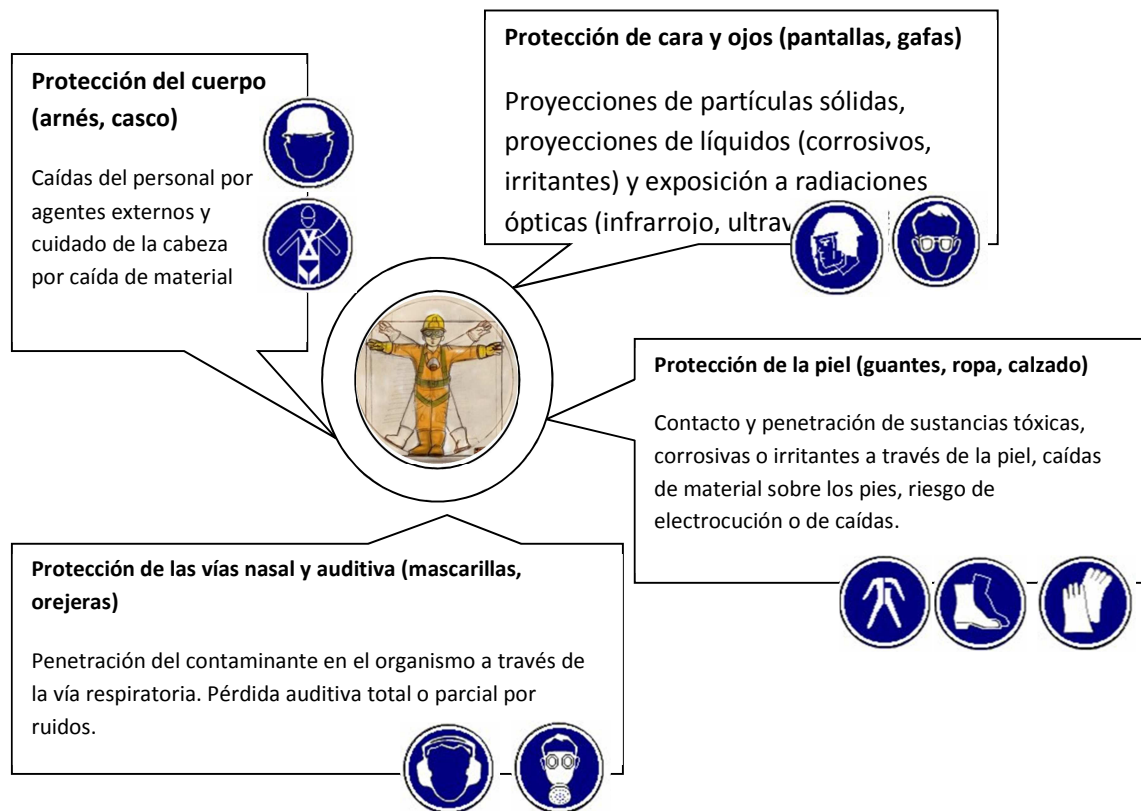 Protección del cuerpo
(arnés, casco)
Caídas del personal por
agentes externos y
cuidado de la cabeza
por caída de material
Protección de cara y ojos (pantallas, gafas)
Proyecciones de partículas sólidas,
proyecciones de líquidos (corrosivos,
irritantes) y exposición a radiaciones
ópticas (infrarrojo,
Protección de la piel (guantes, ropa, calzado)
Contacto y penetración de sustancias tóxicas,
corrosivas o irritantes a través de la piel, caídas
de material sobre los pies, riesgo de
electrocución o de caídas.
Protección de las vías nasal y auditiva (mascarillas,
orejeras)
Penetración del contaminante en el organismo a través de
la vía respiratoria. Pérdida auditiva total o parcial por
ruidos.